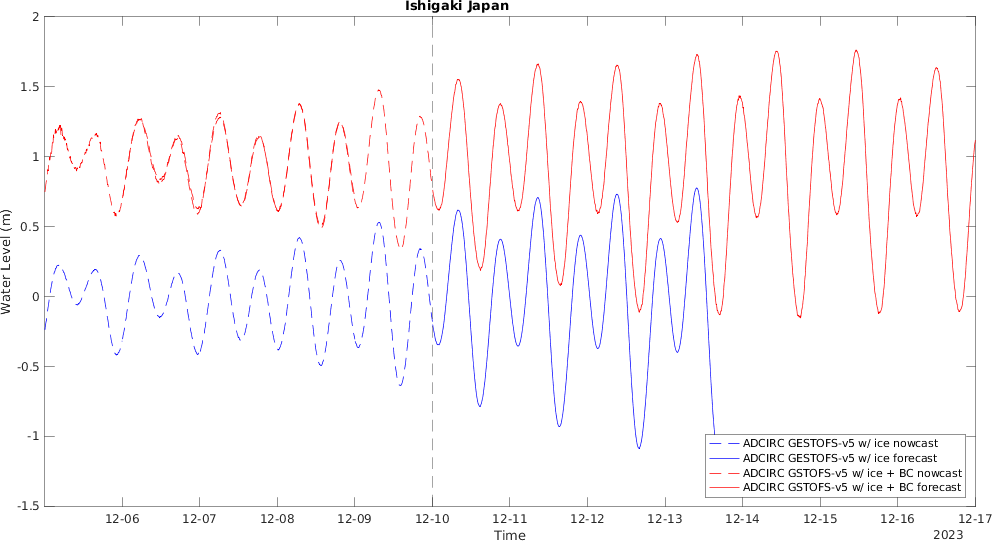 Ishigaki Japan
2
1.5
1
0.5
0
-0.5
-1
-1.5
Water Level (m)
ADCIRC GESTOFS-v5 w/ ice nowcast
ADCIRC GESTOFS-v5 w/ ice forecast
ADCIRC GSTOFS-v5 w/ ice + BC nowcast
ADCIRC GSTOFS-v5 w/ ice + BC forecast
12-06 12-07 12-08 12-09 12-10 12-11 12-12 12-13 12-14 12-15 12-16 12-17
Time
2023